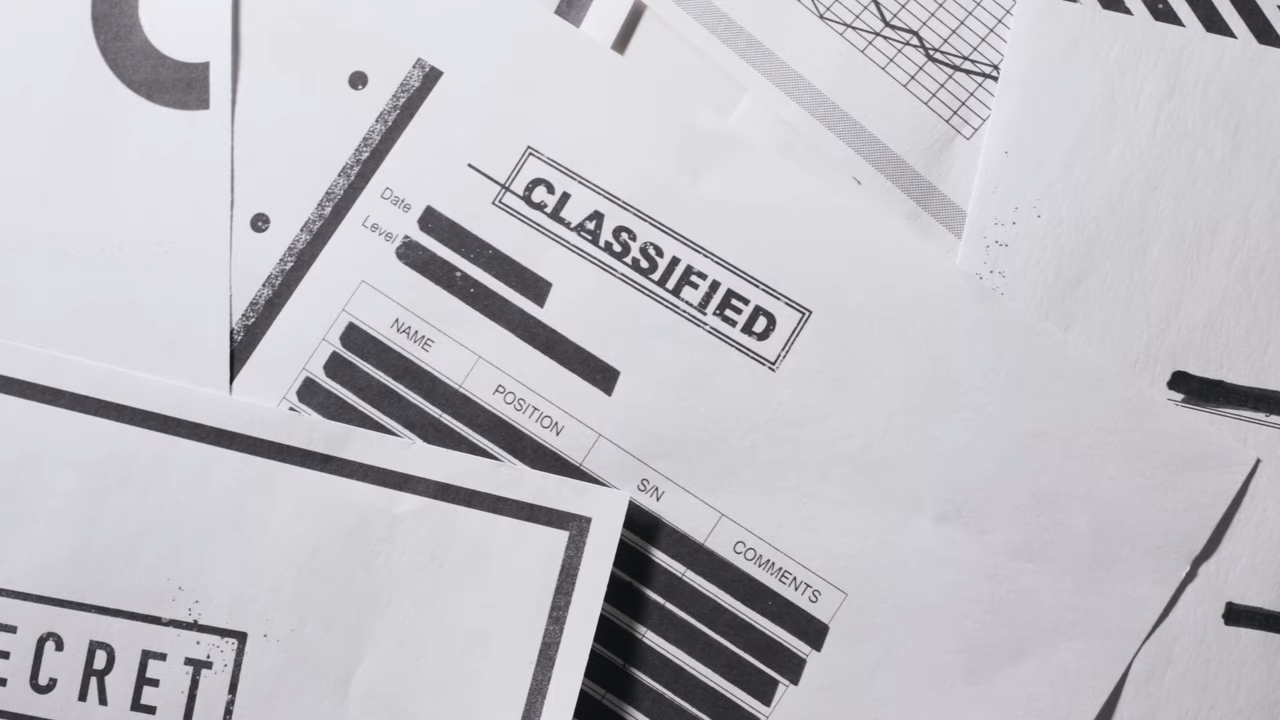 CLASSIFIED
Date
Level
NAME POSITION S/N COMMENTS
ECRET